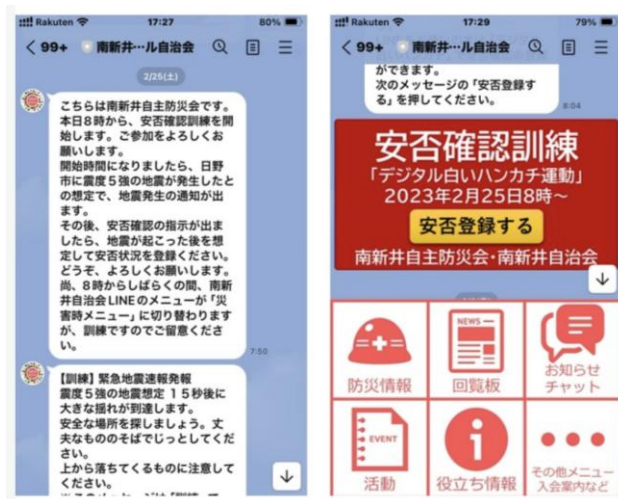 Rakuten 17:27 80%
99+ 南新井…ル自治会
2/25(土)
こちらは南新井自主防災会です。
本日8時から、安否確認訓練を開
始します。ご参加をよろしくお
願いします。
開始時間になりましたら、日野
市に震度5強の地震が発生したと
の想定で、地震発生の通知が出
ます。
その後、安否確認の指示が出ま
したら、地震が起こった後を想
定して安否状況を登録ください。
どうぞ、よろしくお願いします。
尚、8時からしばらくの間、南新
井自治会LINEのメニューが「災
害時メニュー」に切り替わります
が、訓練ですのでご留意くださ
い。
7:50
【訓練】緊急地震速報発報
震度5強の地震想定 15秒後に
大きな揺れが到達します。
安全な場所を探しましょう。丈
夫なもののそばでじっとしてくだ
さい。
上から落ちてくるものに注意して
ください。
Rakuten 17:29 79%
99+ 南新井…ル自治会
ができます。
次のメッセージの「安否登録す
る」を押してください。
8:04
安否確認訓練
「デジタル白いハンカチ運動」
2023年2月25日8時~
安否登録する
南新井自主防災会・南新井自治会
防災情報
NEWS
回覧板
お知らせ
チャット
EVENT
活動
役立ち情報
その他メニュー
入会案内など